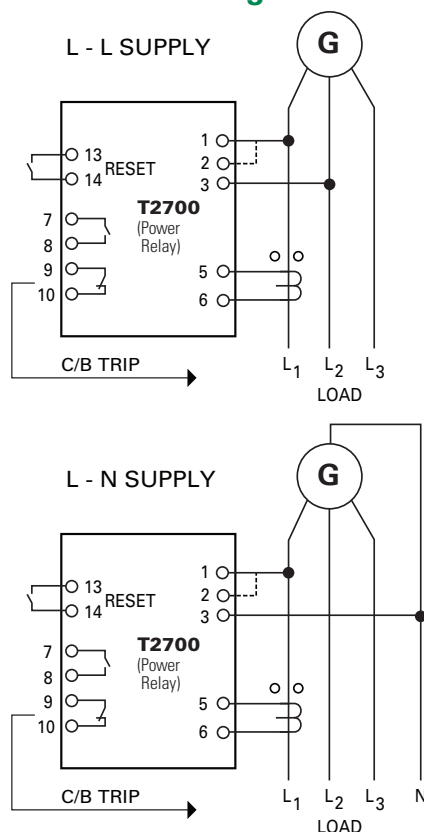 L - L SUPPLY
G
13
14
RESET
1
2
3
7
8
9
10
T2700
(Power
Relay)
5
6
C/B TRIP
L1
L2
L3
LOAD
L - N SUPPLY
G
13
14
RESET
1
2
3
7
8
9
10
T2700
(Power
Relay)
5
6
C/B TRIP
L1
L2
L3
N
LOAD